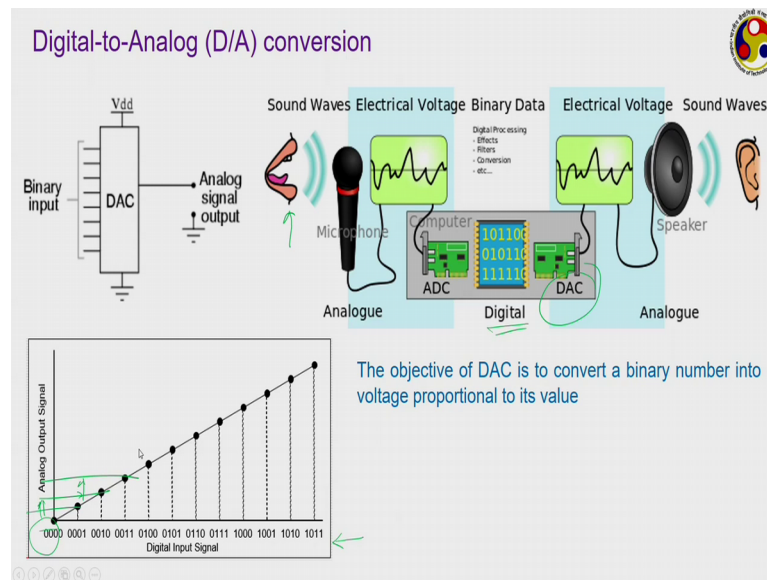 Digital-to-Analog (D/A) conversion
Vdd
Binary input
DAC
Analog signal output
Sound Waves Electrical Voltage Binary Data Electrical Voltage Sound Waves
Digital Processing
- Effects
- Filters
- Conversion
- etc...
Microphone
Computer
Speaker
101100
010110
111110
ADC
DAC
Analogue
Digital
Analogue
The objective of DAC is to convert a binary number into
voltage proportional to its value
Analog Output Signal
0000 0001 0010 0011 0100 0101 0110 0111 1000 1001 1010 1011
Digital Input Signal